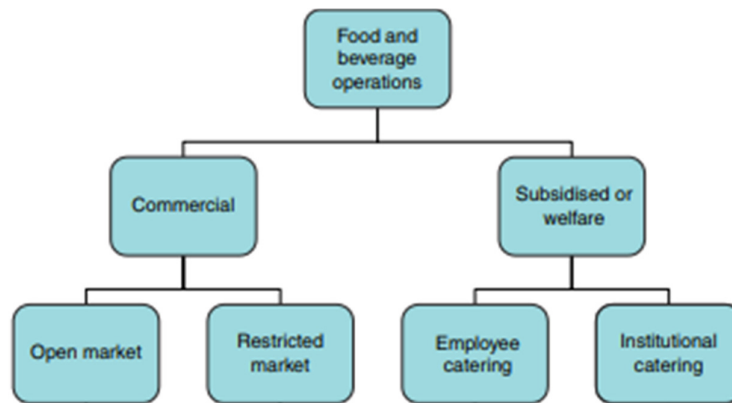 Food and
beverage
operations
Commercial
Subsidised or
welfare
Open market
Restricted
market
Employee
catering
Institutional
catering